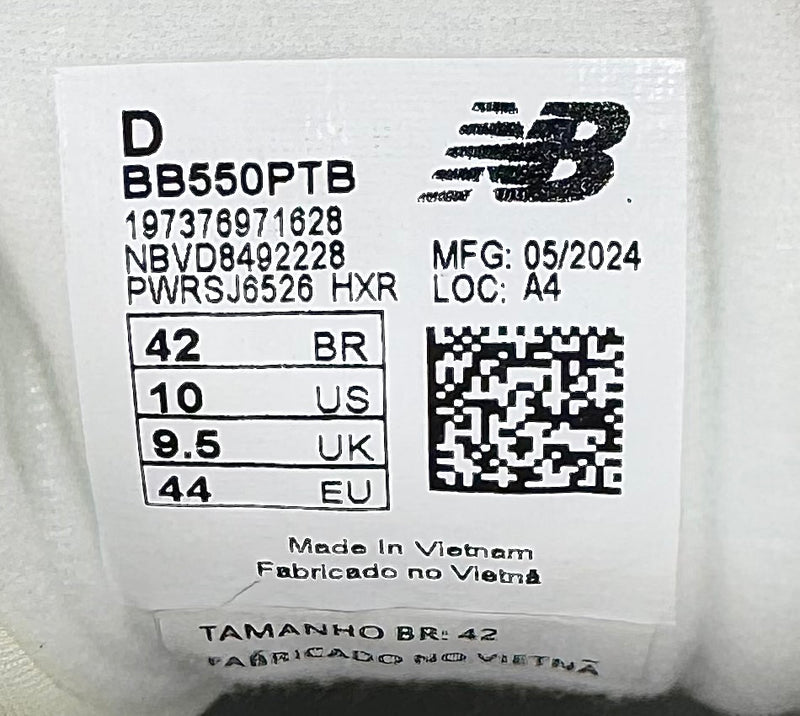 D
BB550PTB
197376971628
NBVD8492228
PWRSJ6526 HXR
NB
MFG: 05/2024
LOC: A4
42 BR
10 US
9.5 UK
44 EU
Made In Vietnam
Fabricado no Vietnã
TAMANHO BR: 42
FABRICADO NO VIETNÃ